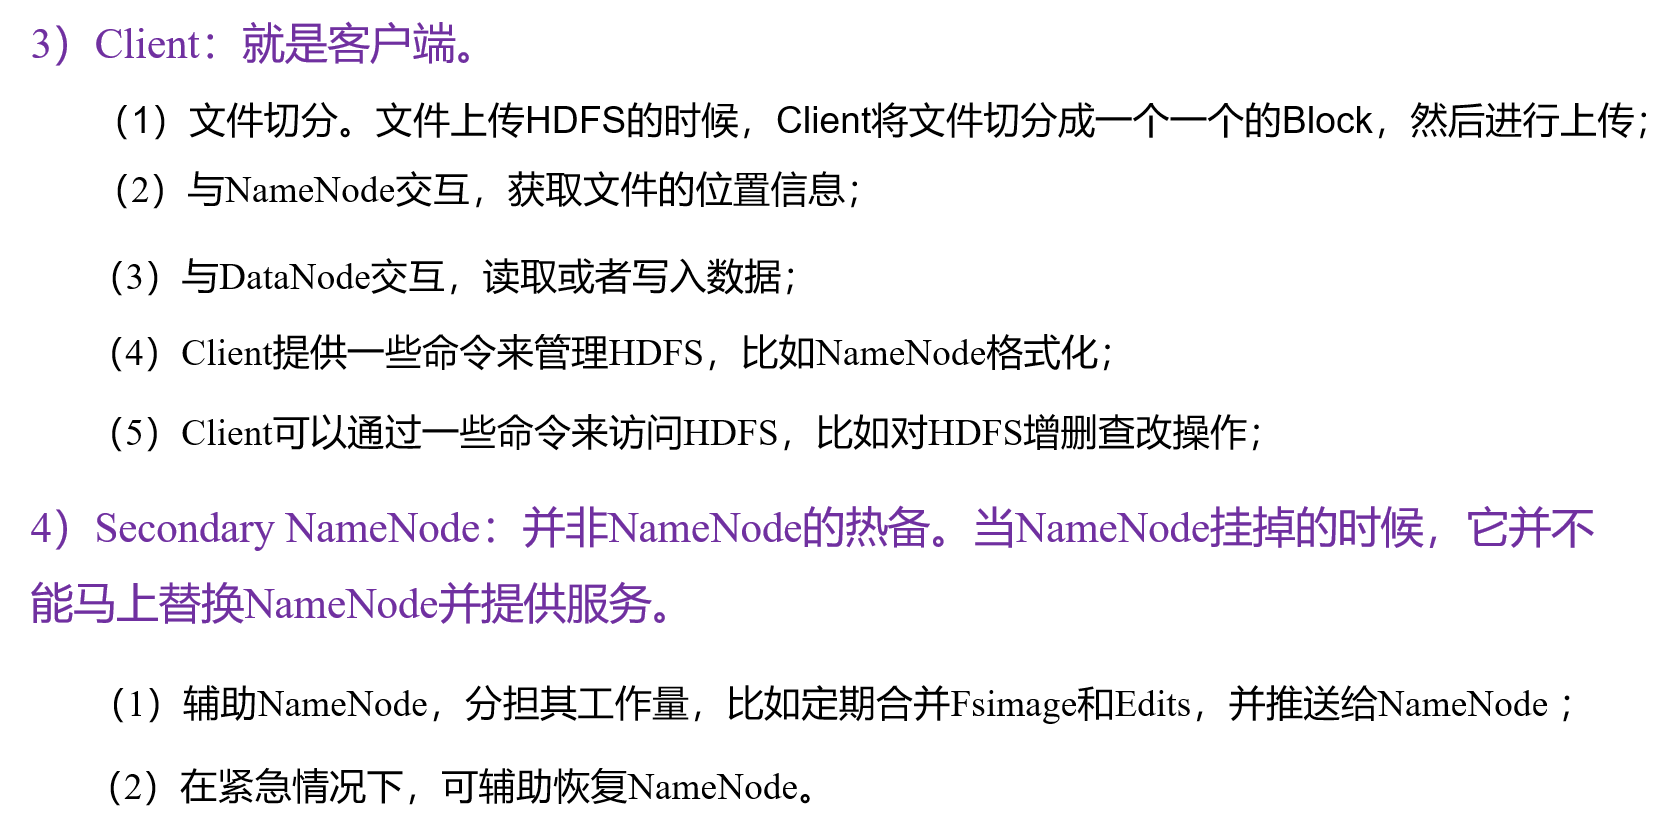 3）Client：就是客户端。
（1）文件切分。文件上传HDFS的时候，Client将文件切分成一个一个的Block，然后进行上传；
（2）与NameNode交互，获取文件的位置信息；
（3）与DataNode交互，读取或者写入数据；
（4）Client提供一些命令来管理HDFS，比如NameNode格式化；
（5）Client可以通过一些命令来访问HDFS，比如对HDFS增删查改操作；
4）Secondary NameNode：并非NameNode的热备。当NameNode挂掉的时候，它并不
能马上替换NameNode并提供服务。
（1）辅助NameNode，分担其工作量，比如定期合并Fsimage和Edits，并推送给NameNode ；
（2）在紧急情况下，可辅助恢复NameNode。